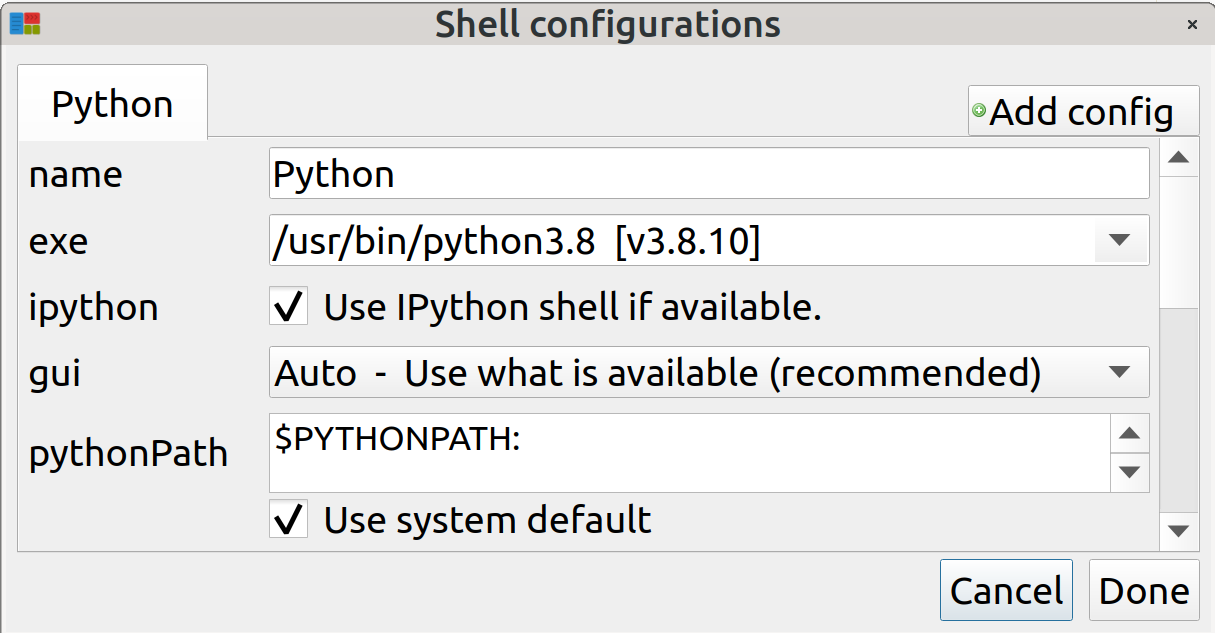 Shell configurations
Python
Add config
name
Python
exe
/usr/bin/python3.8  [v3.8.10]
ipython
Use IPython shell if available.
gui
Auto  -  Use what is available (recommended)
pythonPath
$PYTHONPATH:
Use system default
Cancel
Done